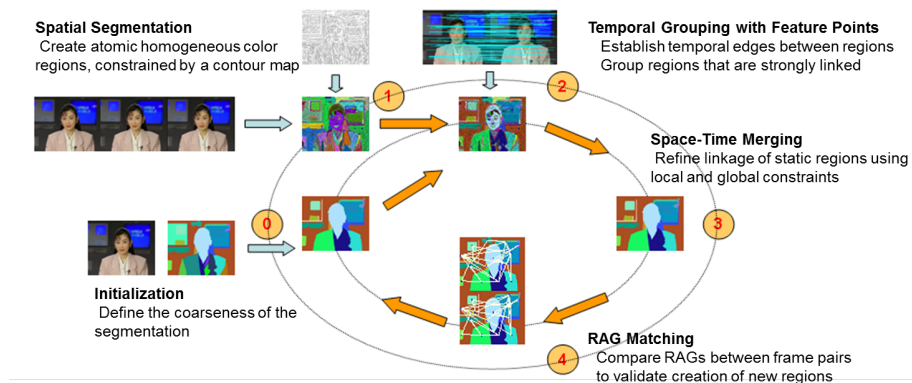 Spatial Segmentation
Create atomic homogeneous color
regions, constrained by a contour map
Temporal Grouping with Feature Points
Establish temporal edges between regions
Group regions that are strongly linked
1
2
Space-Time Merging
Refine linkage of static regions using
local and global constraints
0
3
Initialization
Define the coarseness of the
segmentation
RAG Matching
4
Compare RAGs between frame pairs
to validate creation of new regions